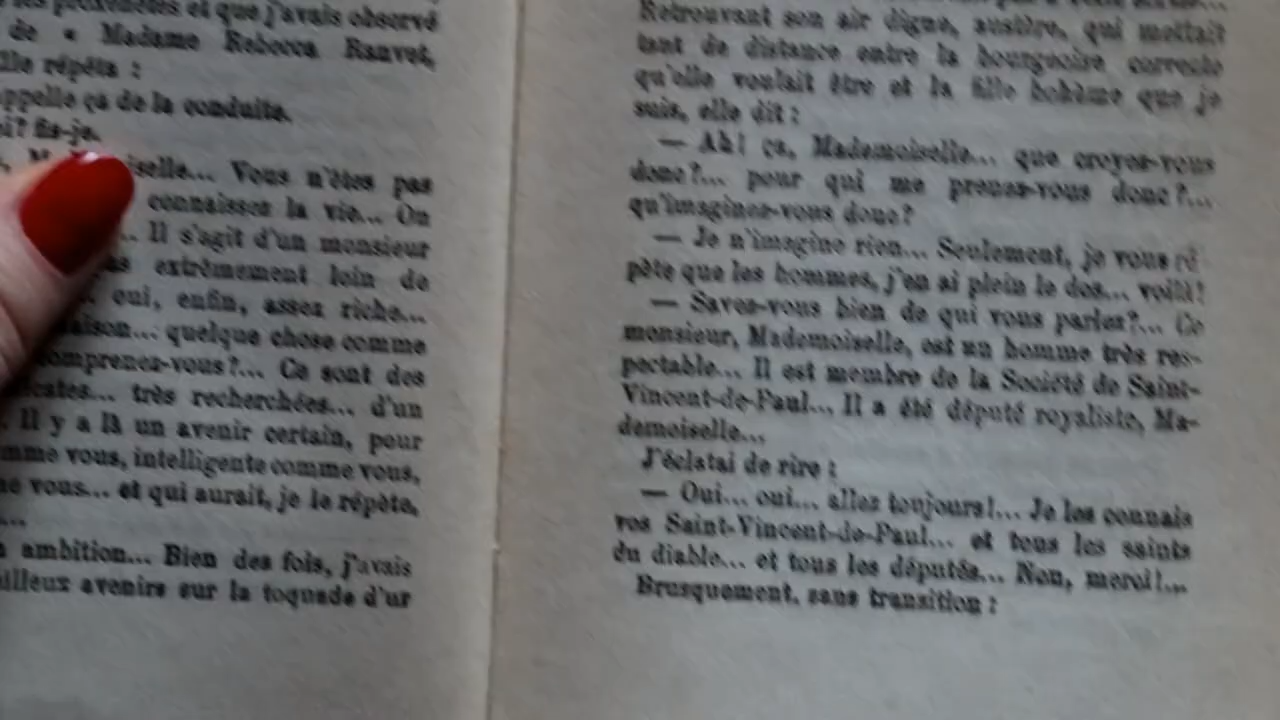 et que j'avais observé
de « Madame Rebecca Ranvet,
répéta :
ça de la conduite.
fis-je.
Vous n'êtes pas
connaissez la vie... On
Il s'agit d'un monsieur
extrêmement loin de
oui, enfin, assez riche...
quelque chose comme
comprenez-vous?... Ce sont des
très recherchées... d'un
Il y a là un avenir certain, pour
vous, intelligente comme vous,
vous... et qui aurait, je le répète,
...
ambition... Bien des fois, j'avais
avenirs sur la toquade d'ur
Retrouvant son air digne, austère, qui mettait
tant de distance entre la bourgeoise correcte
qu'elle voulait être et la fille bohème que je
suis, elle dit :
— Ah! ça, Mademoiselle... que croyez-vous
donc?... pour qui me prenez-vous donc?...
qu'imaginez-vous donc?
— Je n'imagine rien... Seulement, je vous ré
pète que les hommes, j'en ai plein le dos... voilà!
— Savez-vous bien de qui vous parlez?... Ce
monsieur, Mademoiselle, est un homme très res-
pectable... Il est membre de la Société de Saint-
Vincent-de-Paul... Il a été député royaliste, Ma-
demoiselle...
J'éclatai de rire :
— Oui... oui... allez toujours!... Je les connais
vos Saint-Vincent-de-Paul... et tous les saints
du diable... et tous les députés... Non, merci!...
Brusquement, sans transition :